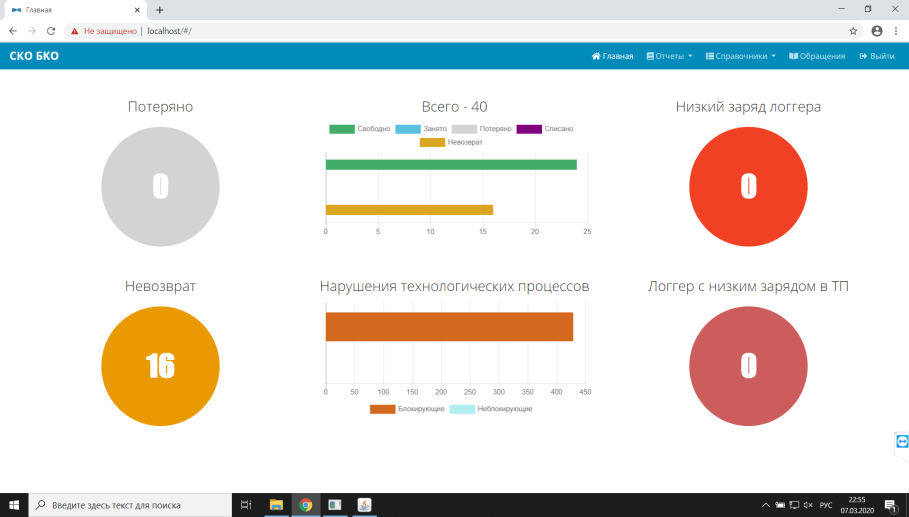 Главная
Не защищено | localhost/#/
СКО БКО
Главная Отчеты Справочники Обращения Выйти
Потеряно
0
Всего - 40
Свободно Занято Потеряно Списано
Невозврат
0 5 10 15 20 25
Низкий заряд логгера
0
Невозврат
16
Нарушения технологических процессов
0 50 100 150 200 250 300 350 400 450
Блокирующие Неблокирующие
Логгер с низким зарядом в ТП
0
Введите здесь текст для поиска
РУС
22:55
07.03.2020
1